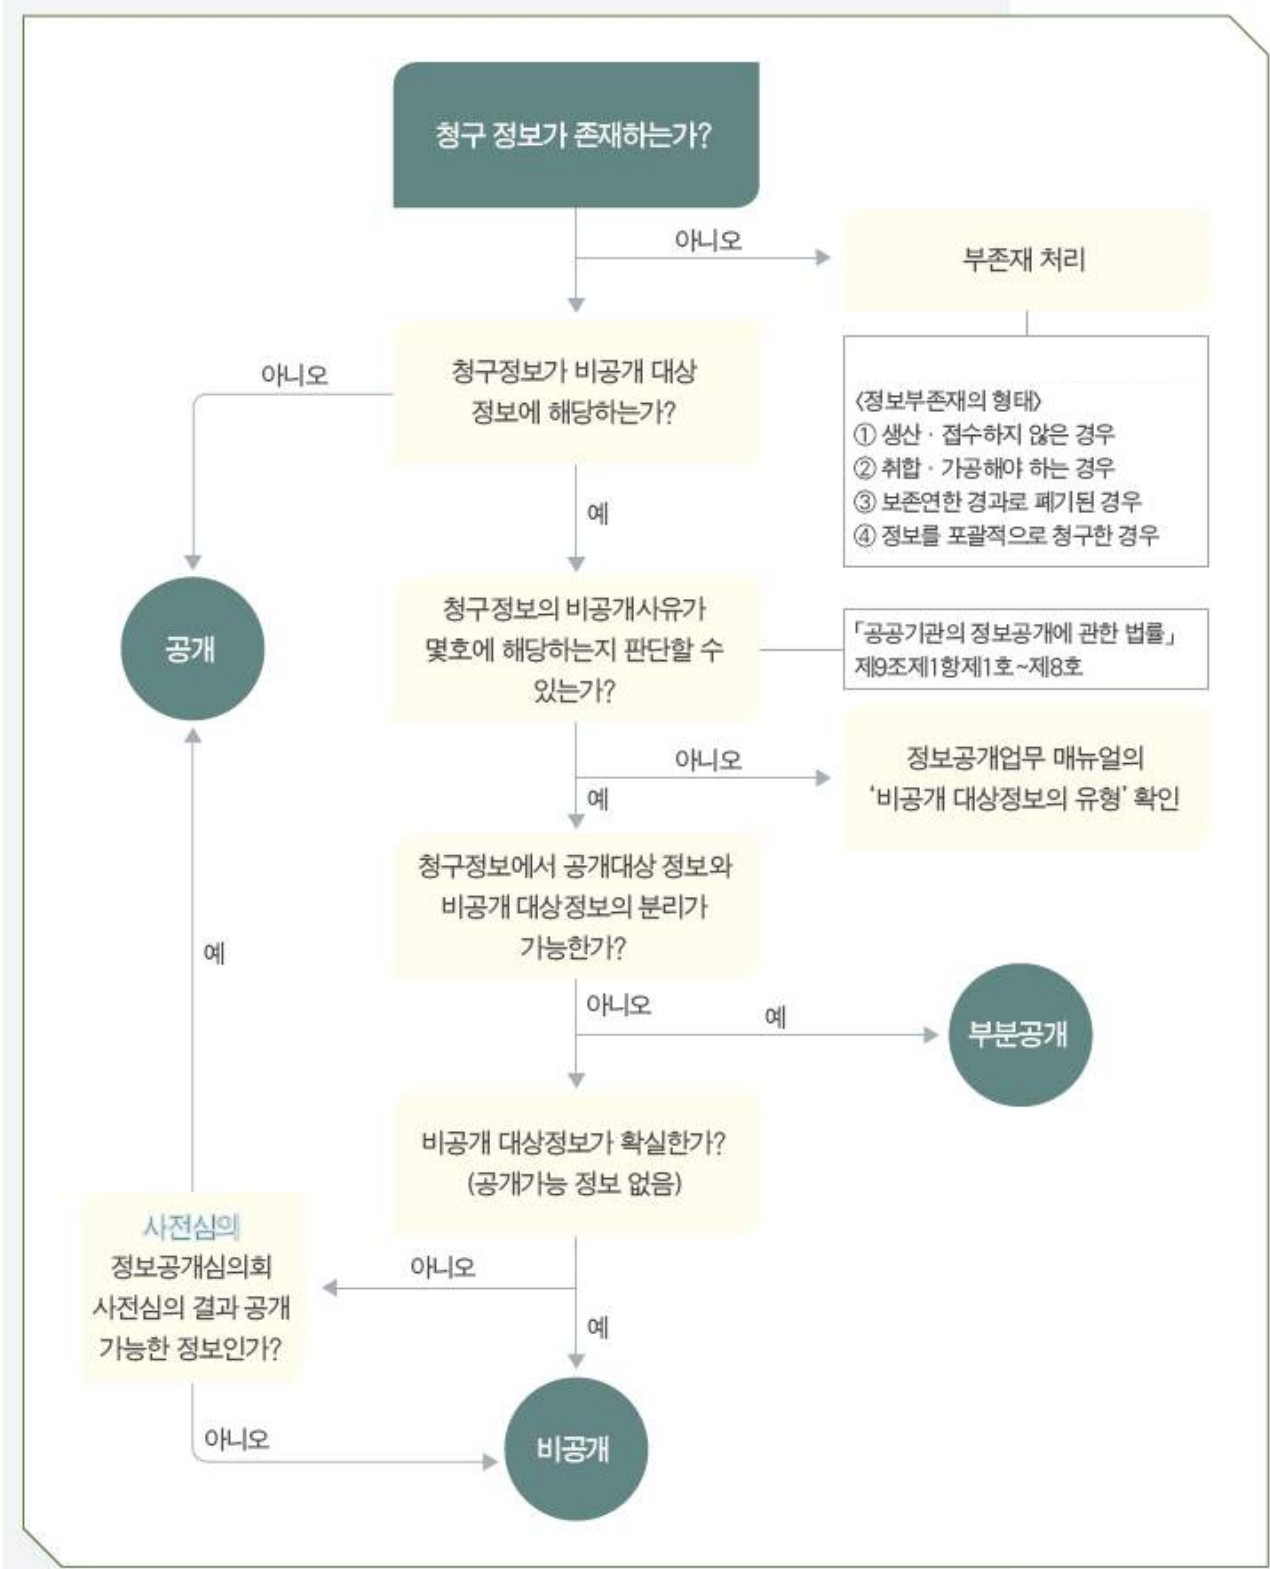 청구 정보가 존재하는가?
아니오
부존재 처리
아니오
청구정보가 비공개 대상
정보에 해당하는가?
〈정보부존재의 형태〉
① 생산 · 접수하지 않은 경우
② 취합 · 가공해야 하는 경우
③ 보존연한 경과로 폐기된 경우
④ 정보를 포괄적으로 청구한 경우
예
공개
청구정보의 비공개사유가
몇호에 해당하는지 판단할 수
있는가?
「공공기관의 정보공개에 관한 법률」
제9조제1항제1호~제8호
아니오
예
정보공개업무 매뉴얼의
‘비공개 대상정보의 유형’ 확인
청구정보에서 공개대상 정보와
비공개 대상정보의 분리가
가능한가?
예
아니오
예
부분공개
비공개 대상정보가 확실한가?
(공개가능 정보 없음)
사전심의
정보공개심의회
사전심의 결과 공개
가능한 정보인가?
아니오
예
아니오
비공개